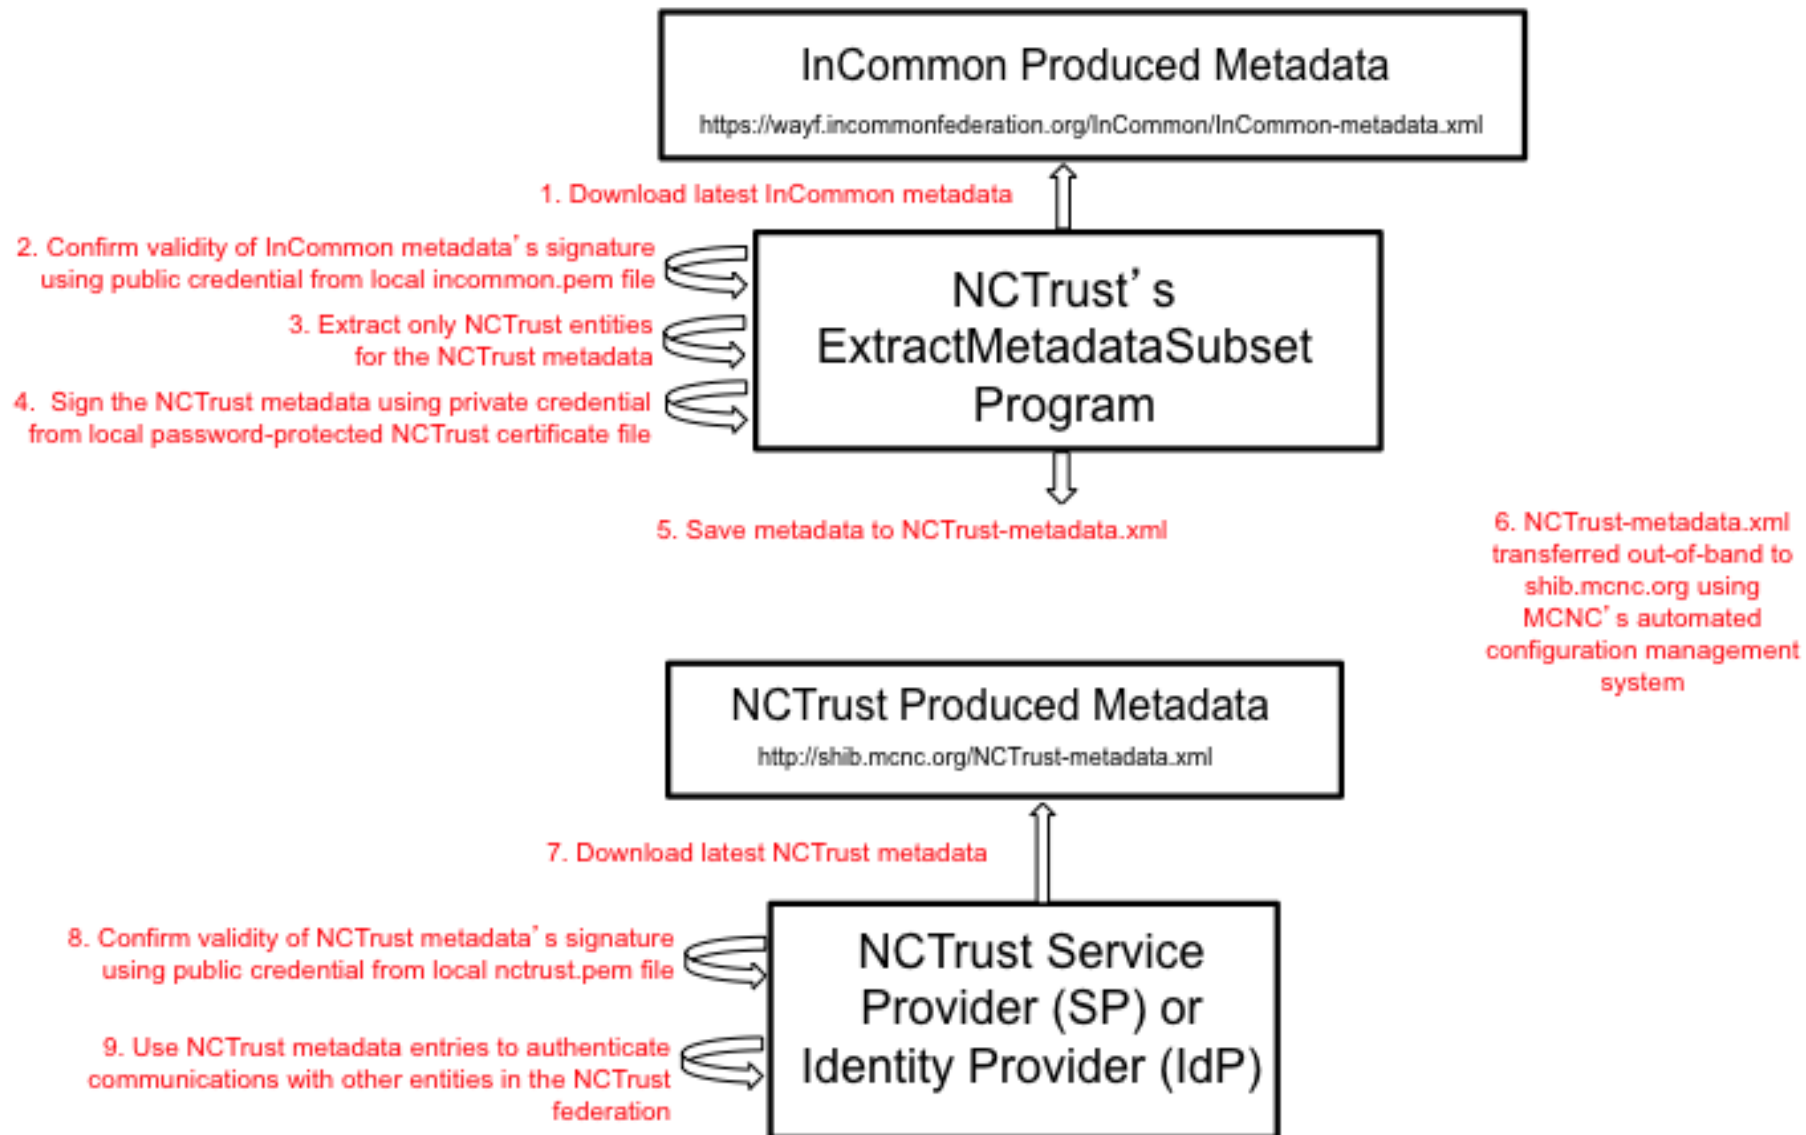 InCommon Produced Metadata
https://wayf.incommonfederation.org/InCommon/InCommon-metadata.xml
1. Download latest InCommon metadata
2. Confirm validity of InCommon metadata's signature
using public credential from local incommon.pem file
3. Extract only NCTrust entities
for the NCTrust metadata
4. Sign the NCTrust metadata using private credential
from local password-protected NCTrust certificate file
NCTrust's
ExtractMetadataSubset
Program
5. Save metadata to NCTrust-metadata.xml
6. NCTrust-metadata.xml
transferred out-of-band to
shib.mcnc.org using
MCNC's automated
configuration management
system
NCTrust Produced Metadata
http://shib.mcnc.org/NCTrust-metadata.xml
7. Download latest NCTrust metadata
8. Confirm validity of NCTrust metadata's signature
using public credential from local nctrust.pem file
9. Use NCTrust metadata entries to authenticate
communications with other entities in the NCTrust
federation
NCTrust Service
Provider (SP) or
Identity Provider (IdP)